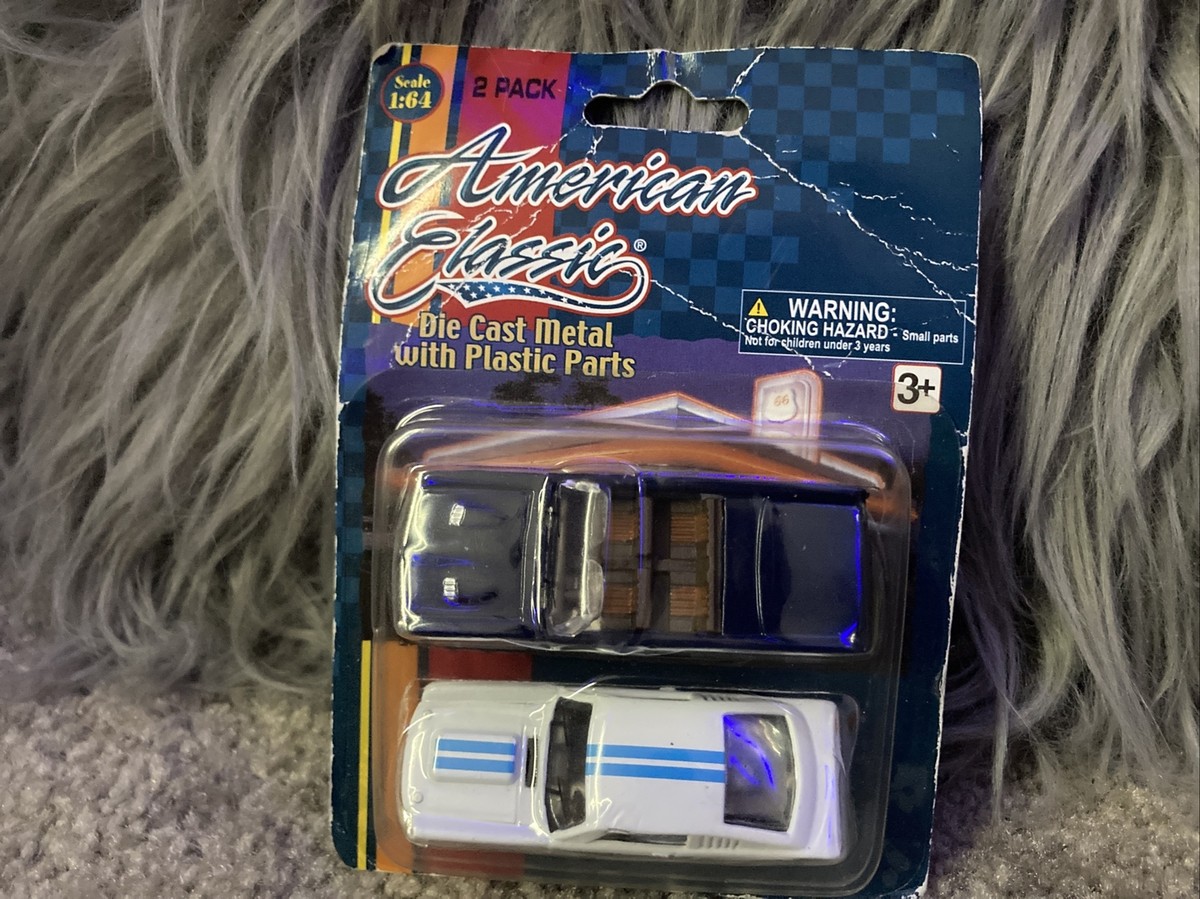 Scale
1:64
2 PACK
American
Classic®
Die Cast Metal
with Plastic Parts
WARNING:
CHOKING HAZARD - Small parts
Not for children under 3 years
3+
66